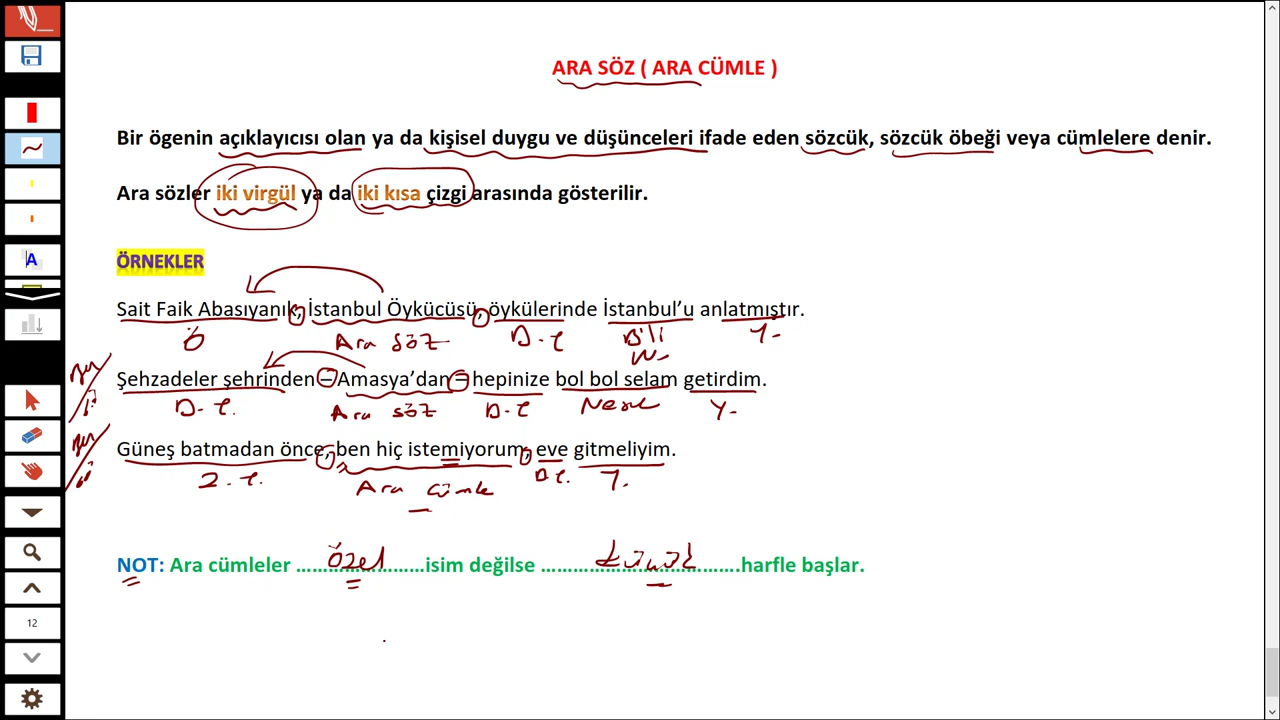 ARA SÖZ ( ARA CÜMLE )
Bir ögenin açıklayıcısı olan ya da kişisel duygu ve düşünceleri ifade eden sözcük, sözcük öbeği veya cümlelere denir.
Ara sözler iki virgül ya da iki kısa çizgi arasında gösterilir.
A
ÖRNEKLER
Sait Faik Abasıyanık, İstanbul Öykücüsü, öykülerinde İstanbul’u anlatmıştır.
Ö Ara söz D.T Bli N. Y.
Şehzadeler şehrinden – Amasya’dan – hepinize bol bol selam getirdim.
D.T. Ara söz D.T Nesne Y.
Güneş batmadan önce, ben hiç istemiyorum, eve gitmeliyim.
Z.T. Ara cümle D.T. Y.
NOT: Ara cümleler ......özel......isim değilse ......küçük......harfle başlar.
12